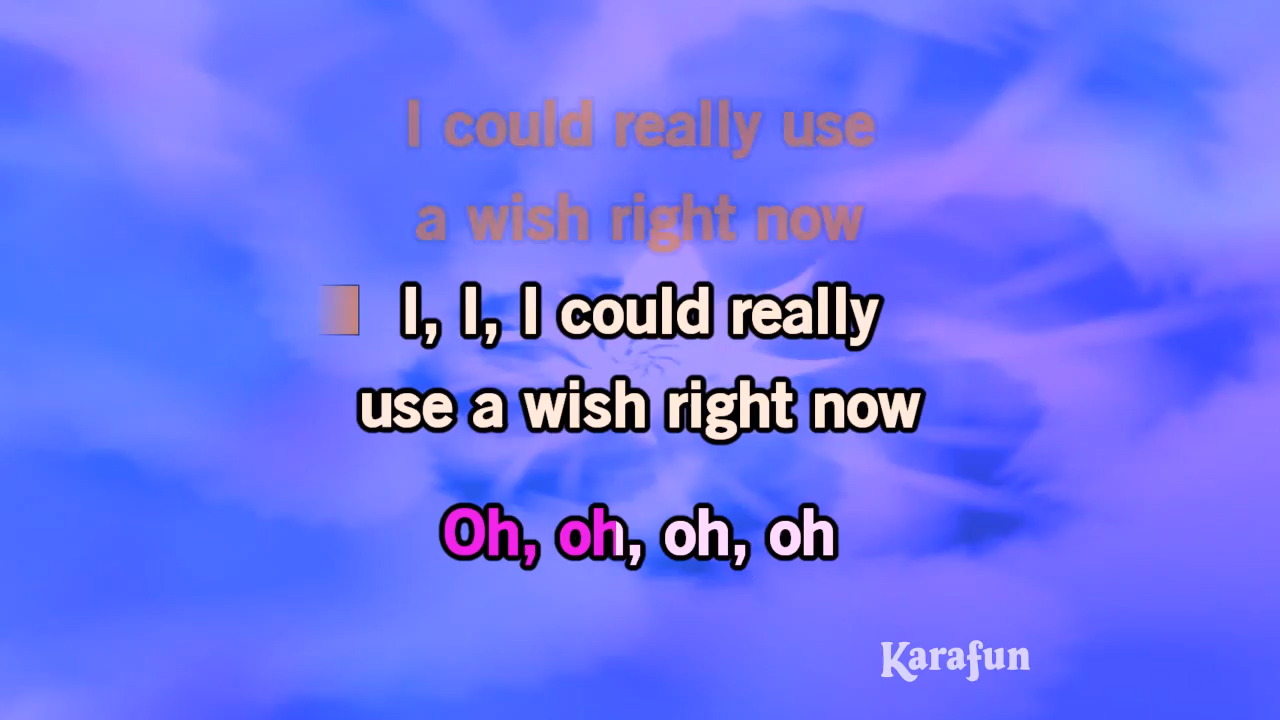 I could really use
a wish right now
I, I, I could really
use a wish right now
Oh, oh, oh, oh
Karafun